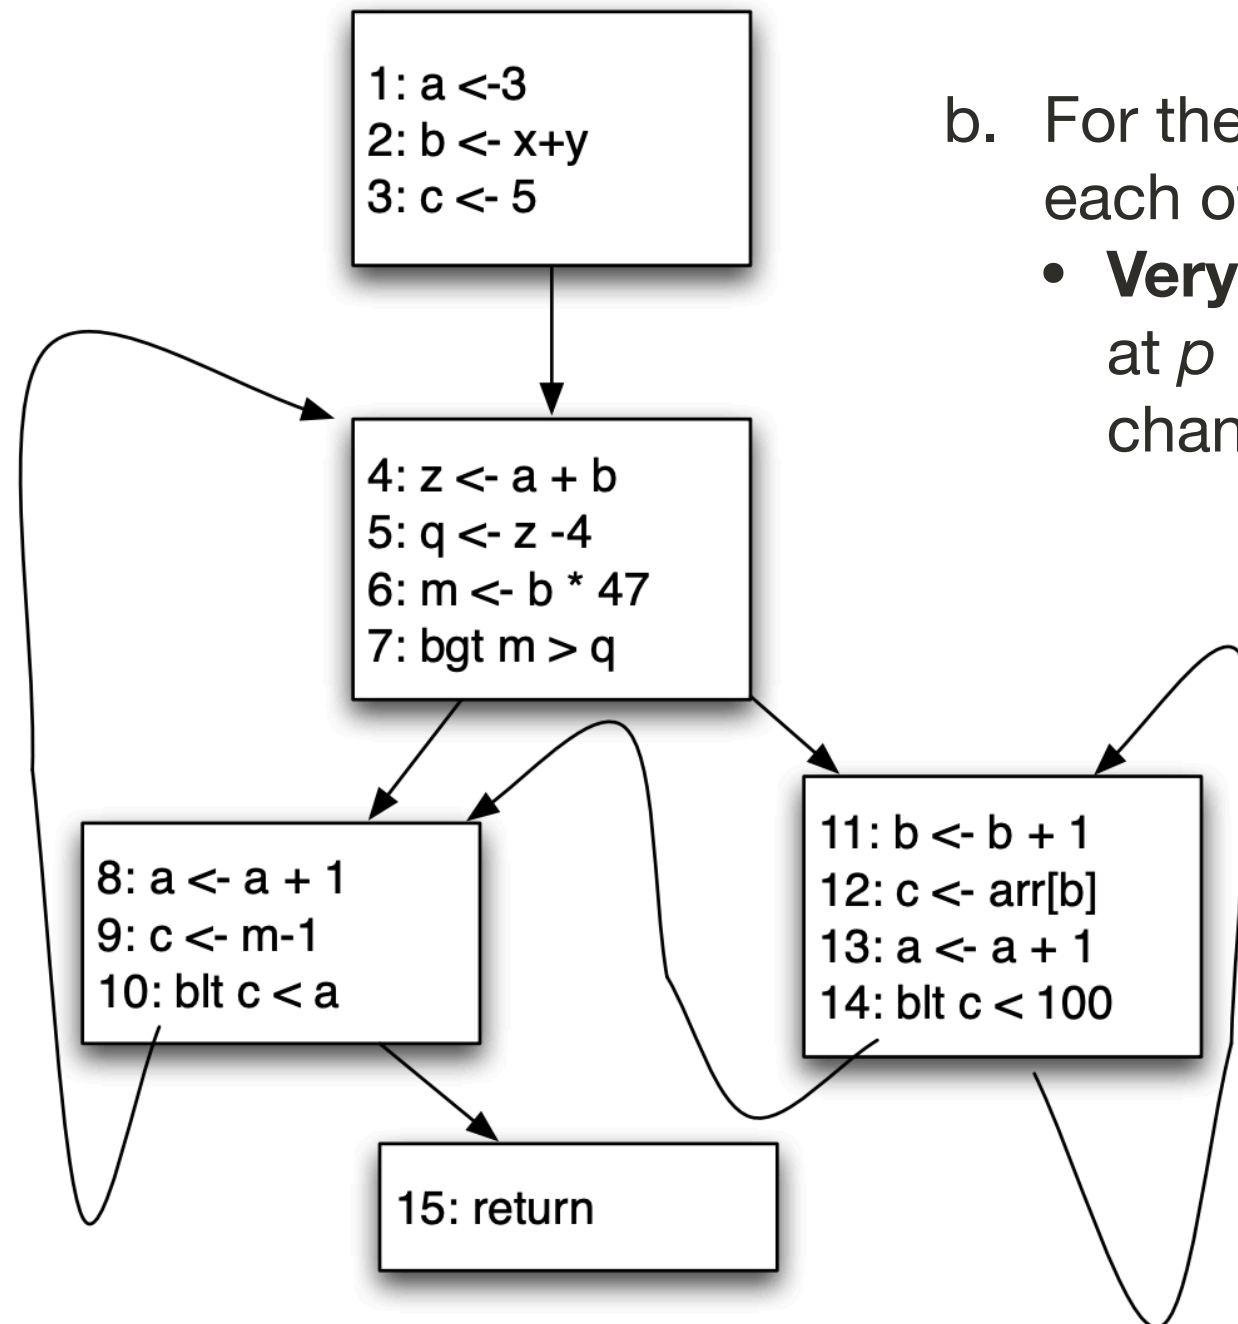 1: a <-3
2: b <- x+y
3: c <- 5
b. For the
each of
• Very
at p
chan
4: z <- a + b
5: q <- z -4
6: m <- b * 47
7: bgt m > q
8: a <- a + 1
9: c <- m-1
10: blt c < a
11: b <- b + 1
12: c <- arr[b]
13: a <- a + 1
14: blt c < 100
15: return